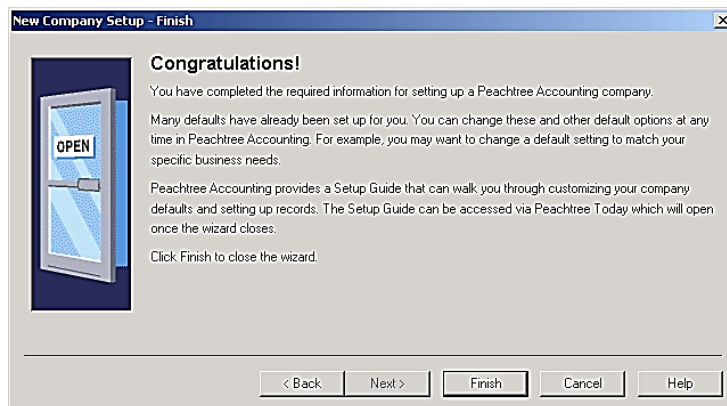 New Company Setup - Finish
Congratulations!
You have completed the required information for setting up a Peachtree Accounting company.
Many defaults have already been set up for you. You can change these and other default options at any
time in Peachtree Accounting. For example, you may want to change a default setting to match your
specific business needs.
Peachtree Accounting provides a Setup Guide that can walk you through customizing your company
defaults and setting up records. The Setup Guide can be accessed via Peachtree Today which will open
once the wizard closes.
Click Finish to close the wizard.
OPEN
< Back Next > Finish Cancel Help